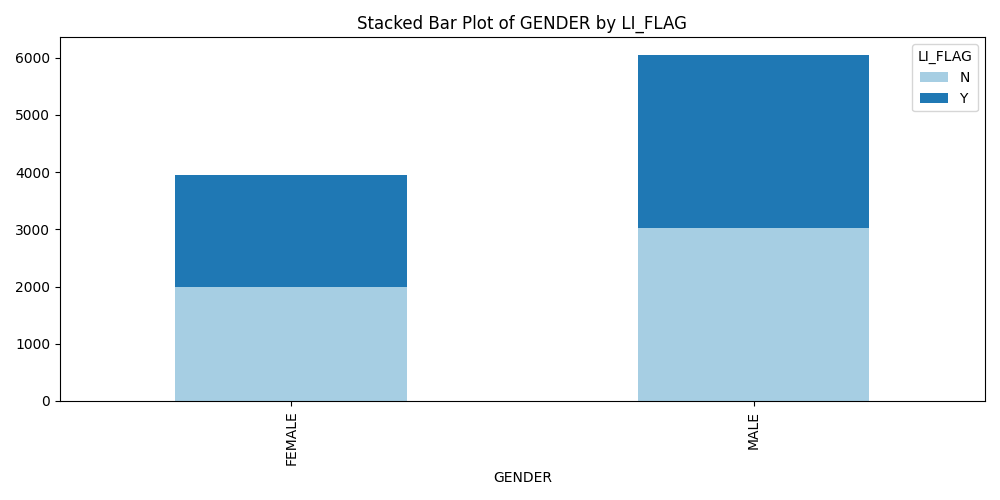 Stacked Bar Plot of GENDER by LI_FLAG
LI_FLAG
N
Y
6000
5000
4000
3000
2000
1000
0
FEMALE
MALE
GENDER